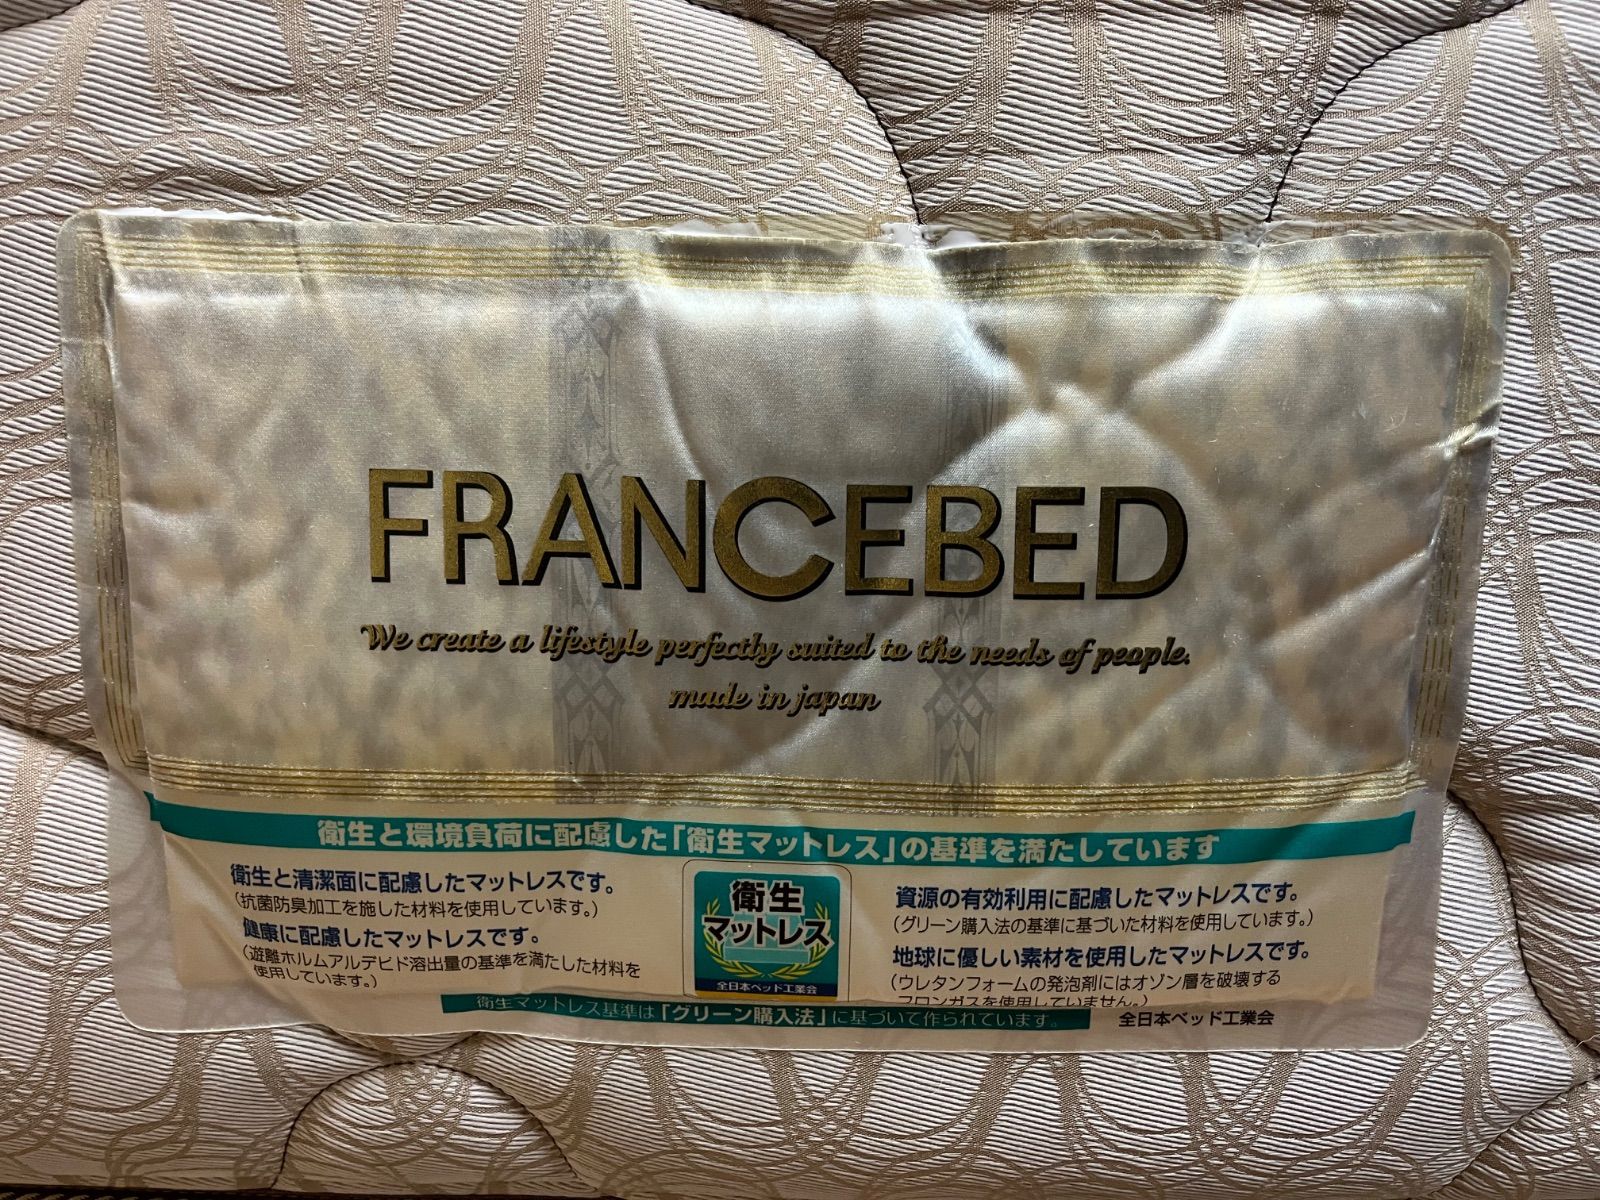 FRANCEBED
We create a lifestyle perfectly suited to the needs of people.
made in japan
衛生と環境負荷に配慮した「衛生マットレス」の基準を満たしています
衛生と清潔面に配慮したマットレスです。
(抗菌防臭加工を施した材料を使用しています。)
健康に配慮したマットレスです。
(遊離ホルムアルデヒド溶出量の基準を満たした材料を
使用しています。)
衛生
マットレス
全日本ベッド工業会
資源の有効利用に配慮したマットレスです。
(グリーン購入法の基準に基づいた材料を使用しています。)
地球に優しい素材を使用したマットレスです。
(ウレタンフォームの発泡剤にはオゾン層を破壊する
フロンガスを使用していません。)
衛生マットレス基準は「グリーン購入法」に基づいて作られています。
全日本ベッド工業会